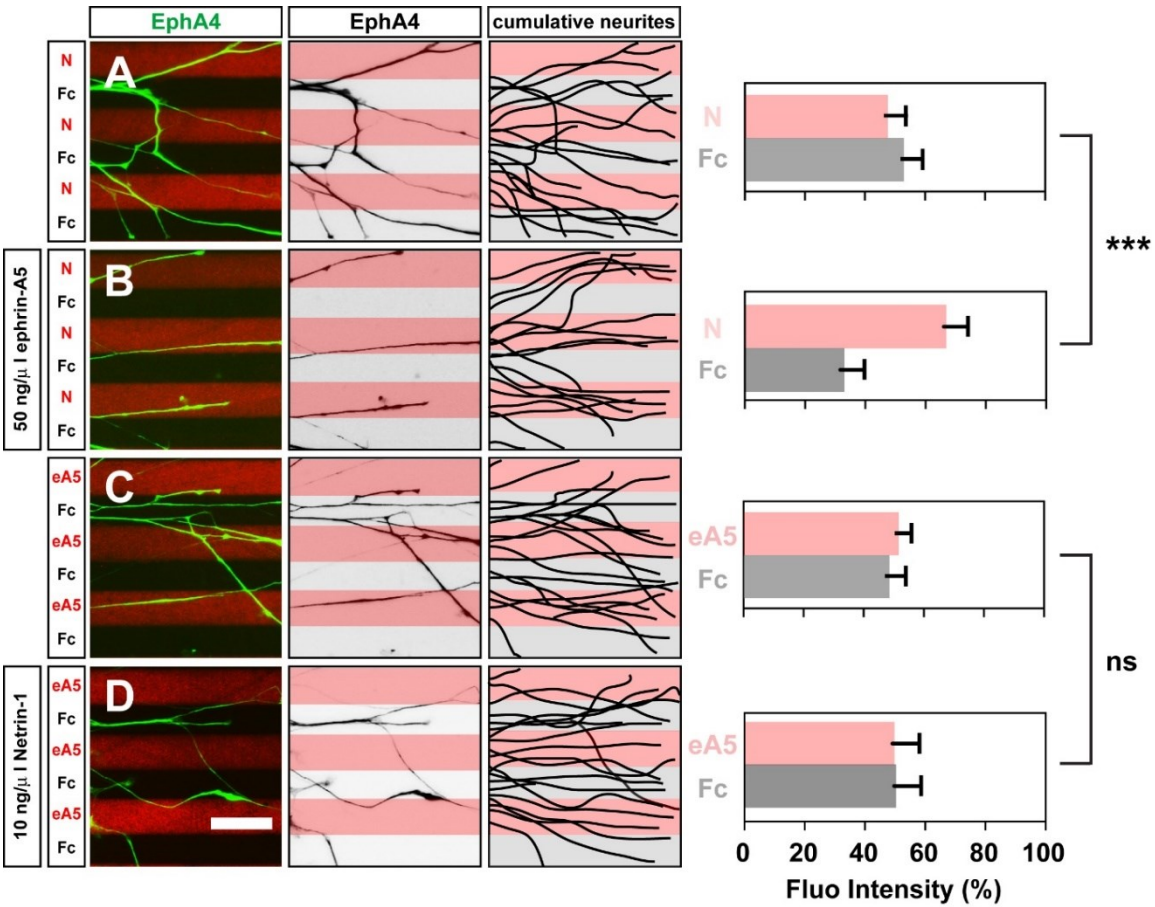 EphA4 EphA4 cumulative neurites
A
N
Fc
N
Fc
N
Fc
N
Fc
***
50 ng/μ l ephrin-A5
B
N
Fc
N
Fc
N
Fc
N
Fc
C
eA5
Fc
eA5
Fc
eA5
Fc
eA5
Fc
ns
10 ng/μ l Netrin-1
D
eA5
Fc
eA5
Fc
eA5
Fc
eA5
Fc
0 20 40 60 80 100
Fluo Intensity (%)